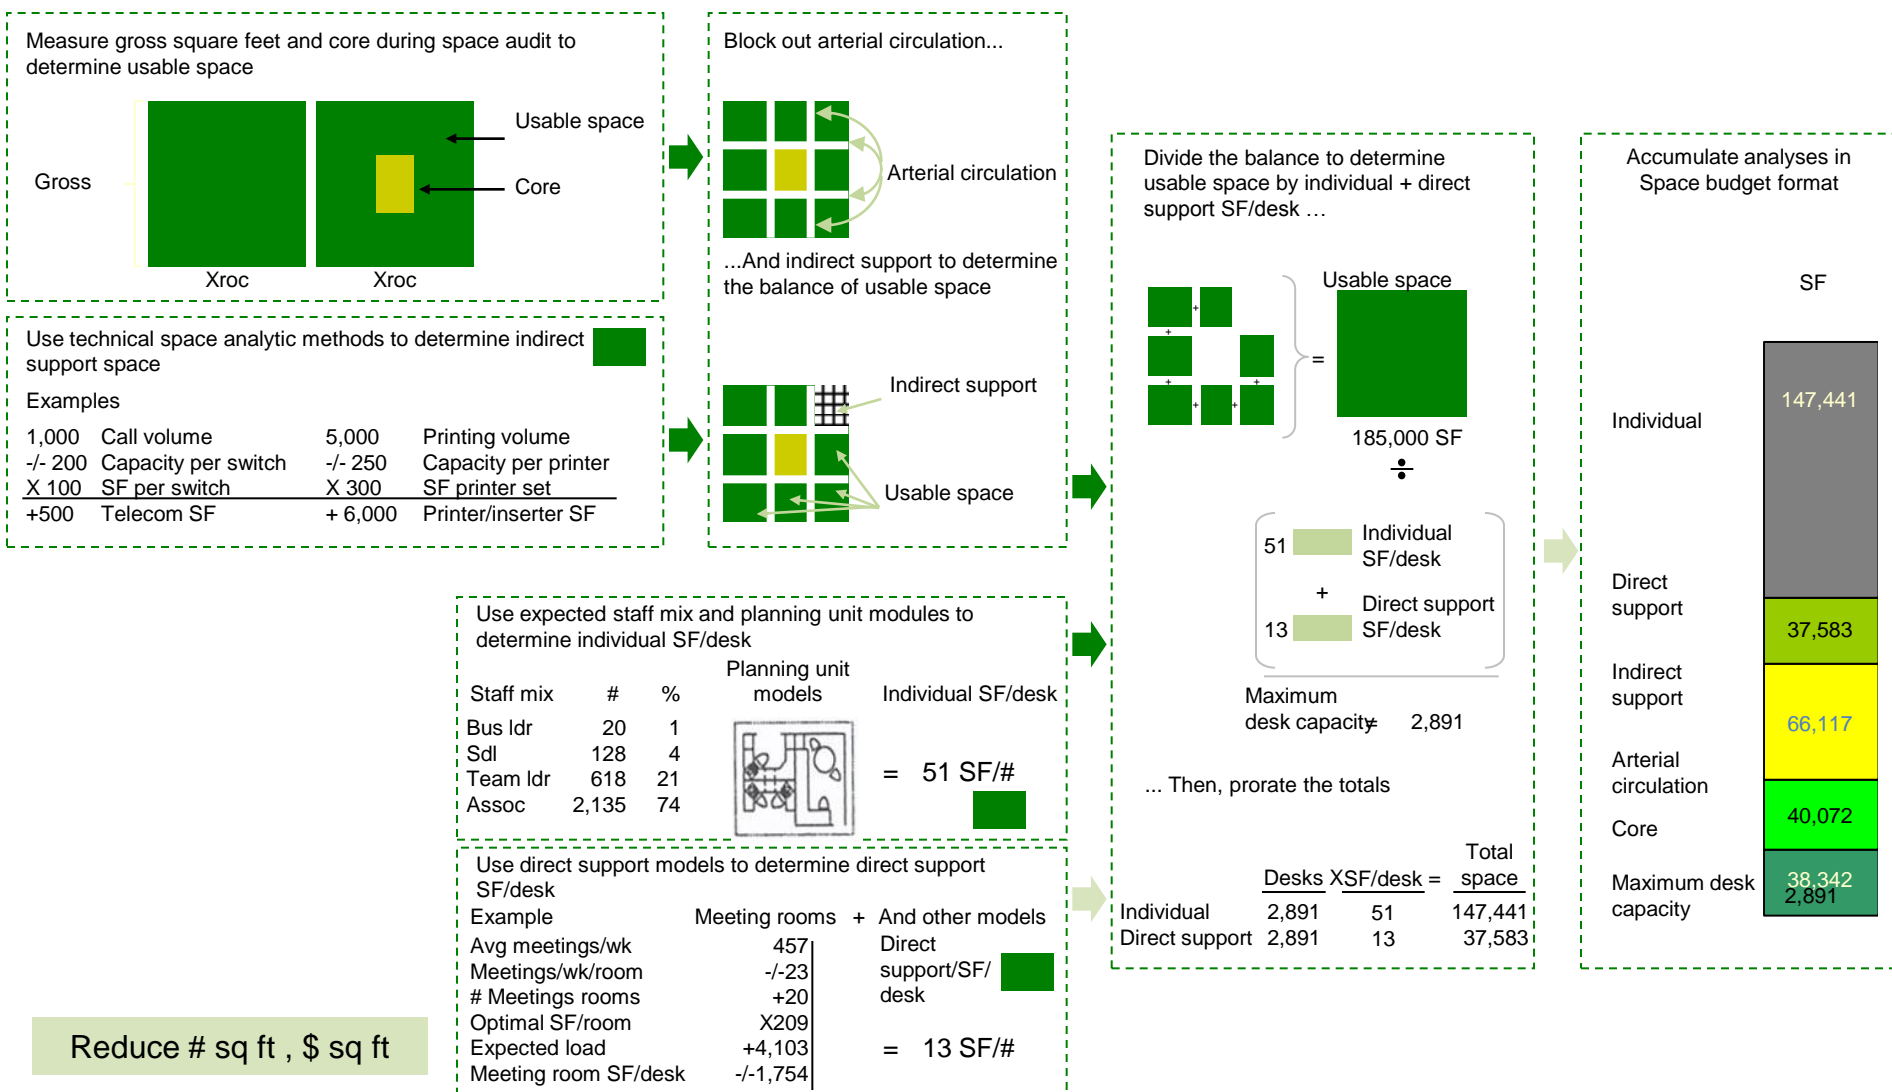 Measure gross square feet and core during space audit to
determine usable space
Usable space
Gross
Core
Xroc
Xroc
Use technical space analytic methods to determine indirect
support space
Examples
1,000 Call volume 5,000 Printing volume
-/- 200 Capacity per switch -/- 250 Capacity per printer
X 100 SF per switch X 300 SF printer set
+500 Telecom SF + 6,000 Printer/inserter SF
Block out arterial circulation...
Arterial circulation
...And indirect support to determine
the balance of usable space
Indirect support
Usable space
Use expected staff mix and planning unit modules to
determine individual SF/desk
Planning unit
models
Staff mix # % Individual SF/desk
Bus ldr 20 1
Sdl 128 4
Team ldr 618 21
Assoc 2,135 74
= 51 SF/#
Use direct support models to determine direct support
SF/desk
Example Meeting rooms + And other models
Avg meetings/wk 457
Meetings/wk/room -/-23
# Meetings rooms +20
Optimal SF/room X209
Expected load +4,103
Meeting room SF/desk -/-1,754
Direct
support/SF/
desk
= 13 SF/#
Divide the balance to determine
usable space by individual + direct
support SF/desk …
Usable space
+
+
+
+
+
+
+
=
185,000 SF
÷
51 Individual
SF/desk
+
13 Direct support
SF/desk
Maximum
desk capacity= 2,891
... Then, prorate the totals
Total
Desks X SF/desk = space
Individual 2,891 51 147,441
Direct support 2,891 13 37,583
Accumulate analyses in
Space budget format
SF
Individual
147,441
Direct
support
37,583
Indirect
support
66,117
Arterial
circulation
40,072
Core
38,342
Maximum desk
capacity
2,891
Reduce # sq ft , $ sq ft